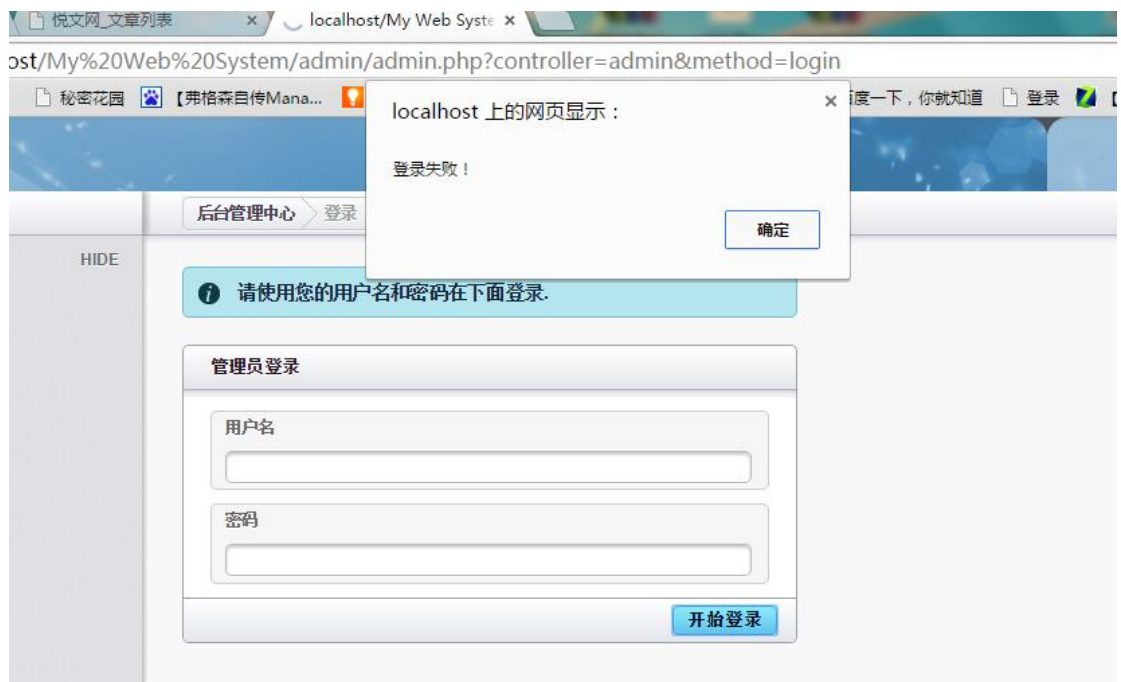 悦文网_文章列表
localhost/My Web Syste
ost/My%20Web%20System/admin/admin.php?controller=admin&method=login
秘密花园 【弗格森自传Mana... 度一下，你就知道 登录
localhost 上的网页显示：
登录失败！
确定
后台管理中心 登录
HIDE
请使用您的用户名和密码在下面登录.
管理员登录
用户名
密码
开始登录